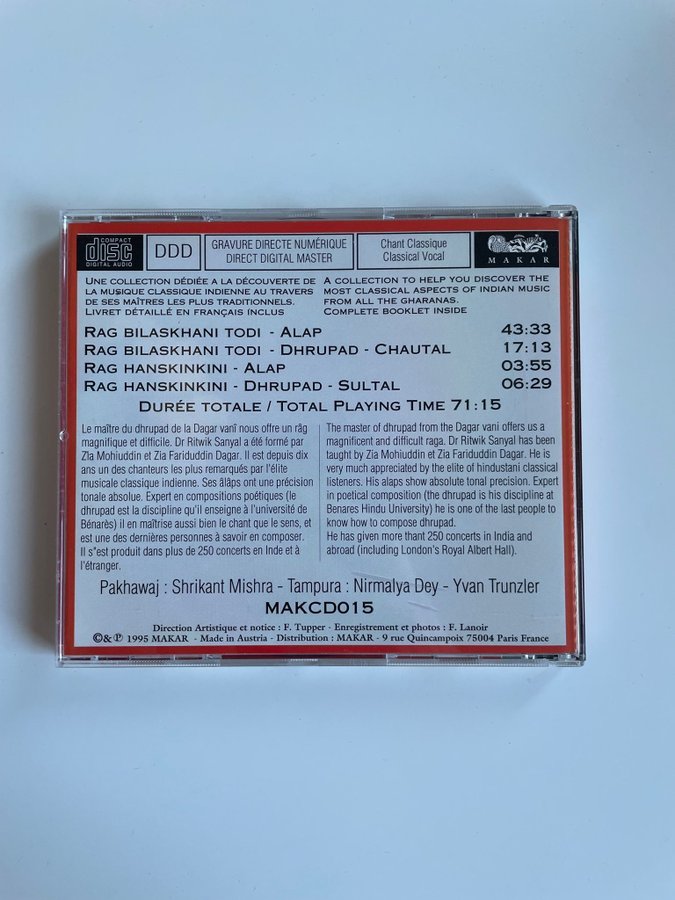 COMPACT
disc
DIGITAL AUDIO
DDD
GRAVURE DIRECTE NUMÉRIQUE
DIRECT DIGITAL MASTER
Chant Classique
Classical Vocal
MAKAR
UNE COLLECTION DÉDIÉE A LA DÉCOUVERTE DE
LA MUSIQUE CLASSIQUE INDIENNE AU TRAVERS
DE SES MAÎTRES LES PLUS TRADITIONNELS.
LIVRET DÉTAILLÉ EN FRANÇAIS INCLUS
A COLLECTION TO HELP YOU DISCOVER THE
MOST CLASSICAL ASPECTS OF INDIAN MUSIC
FROM ALL THE GHARANAS.
COMPLETE BOOKLET INSIDE
RAG BILASKHANI TODI - ALAP 43:33
RAG BILASKHANI TODI - DHRUPAD - CHAUTAL 17:13
RAG HANSKINKINI - ALAP 03:55
RAG HANSKINKINI - DHRUPAD - SULTAL 06:29
DURÉE TOTALE / TOTAL PLAYING TIME 71:15
Le maître du dhrupad de la Dagar vanî nous offre un râg
magnifique et difficile. Dr Ritwik Sanyal a été formé par
Zîa Mohiuddin et Zia Fariduddin Dagar. Il est depuis dix
ans un des chanteurs les plus remarqués par l'élite
musicale classique indienne. Ses âlâps ont une précision
tonale absolue. Expert en compositions poétiques (le
dhrupad est la discipline qu'il enseigne à l'université de
Bénarès) il en maîtrise aussi bien le chant que le sens, et
est une des dernières personnes à savoir en composer.
Il s"est produit dans plus de 250 concerts en Inde et à
l'étranger.
The master of dhrupad from the Dagar vani offers us a
magnificent and difficult raga. Dr Ritwik Sanyal has been
taught by Zia Mohiuddin et Zia Fariduddin Dagar. He is
very much appreciated by the elite of hindustani classical
listeners. His alaps show absolute tonal precision. Expert
in poetical composition (the dhrupad is his discipline at
Benares Hindu University) he is one of the last people to
know how to compose dhrupad.
He has given more thant 250 concerts in India and
abroad (including London's Royal Albert Hall).
Pakhawaj : Shrikant Mishra - Tampura : Nirmalya Dey - Yvan Trunzler
MAKCD015
Direction Artistique et notice : F. Tupper - Enregistrement et photos : F. Lanoir
©&℗ 1995 MAKAR - Made in Austria - Distribution : MAKAR - 9 rue Quincampoix 75004 Paris France